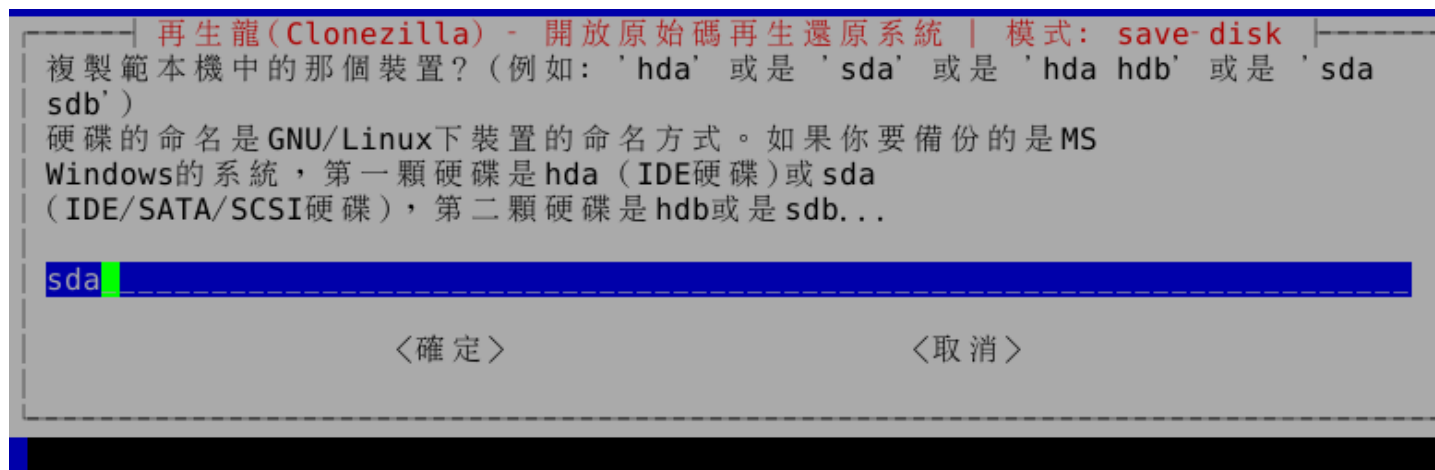 再生龍(Clonezilla) - 開放原始碼再生還原系統 | 模式: save-disk
複製範本機中的那個裝置? (例如: 'hda' 或是 'sda' 或是 'hda hdb' 或是 'sda
sdb')
硬碟的命名是GNU/Linux下裝置的命名方式。如果你要備份的是MS
Windows的系統，第一顆硬碟是hda (IDE硬碟)或sda
(IDE/SATA/SCSI硬碟)，第二顆硬碟是hdb或是sdb...
sda
<確定> <取消>